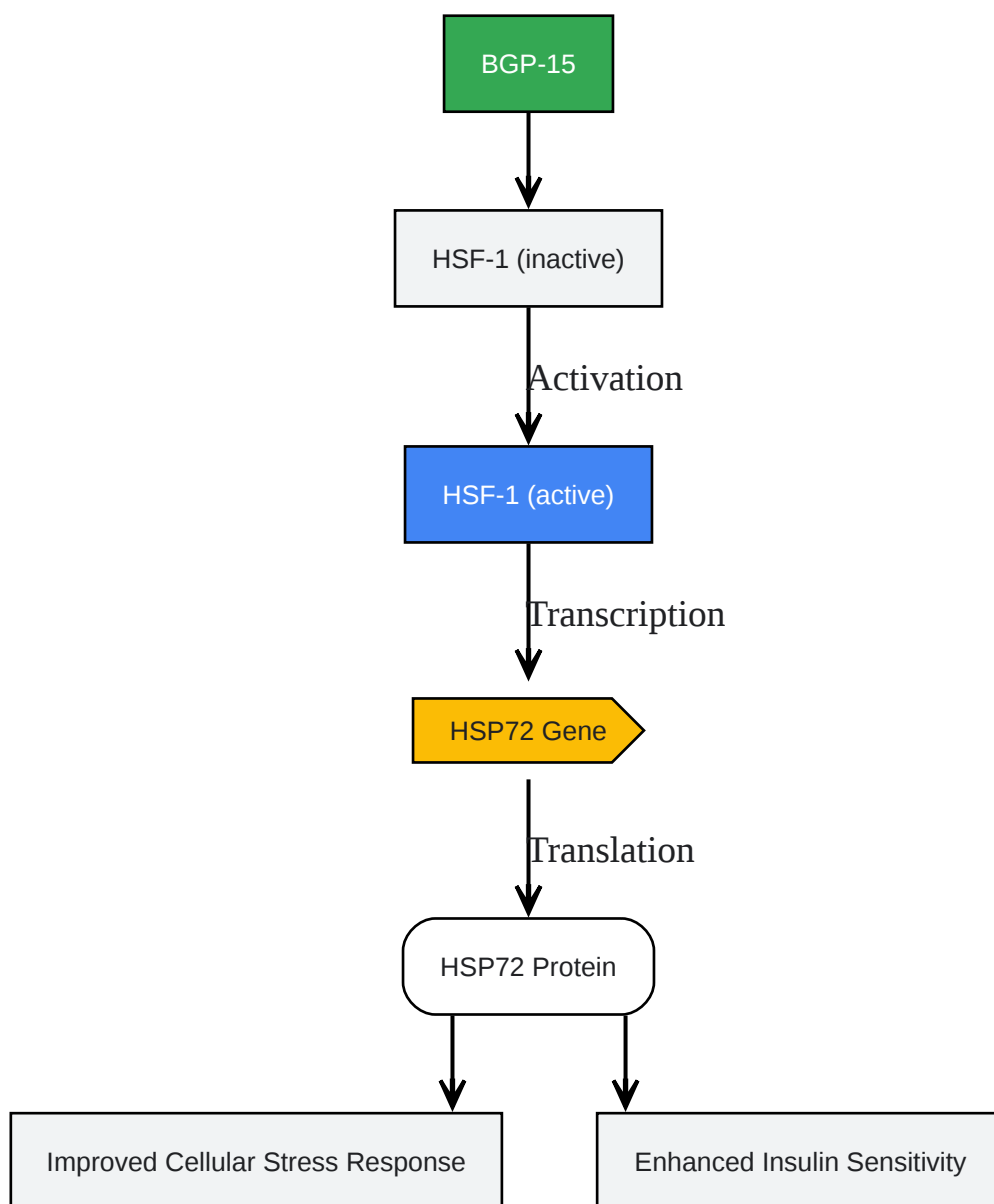 BGP-15
HSF-1 (inactive)
Activation
HSF-1 (active)
Transcription
HSP72 Gene
Translation
HSP72 Protein
Improved Cellular Stress Response
Enhanced Insulin Sensitivity